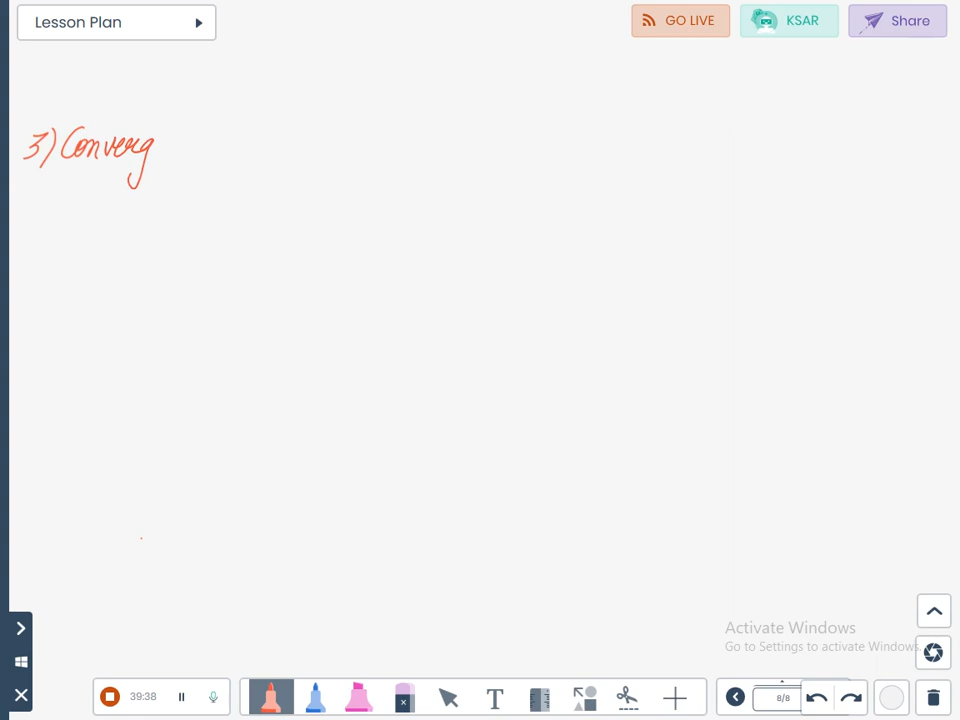 Lesson Plan
GO LIVE
KSAR
Share
3) Converg
Activate Windows
Go to Settings to activate Windows.
39:38
T
8/8